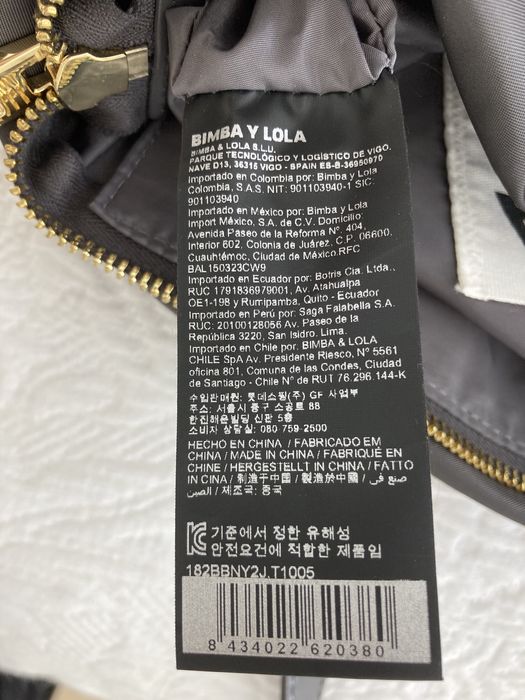 BIMBA Y LOLA
BIMBA & LOLA S.L.U.
PARQUE TECNOLÓGICO Y LOGÍSTICO DE VIGO.
NAVE D13, 36315 VIGO - SPAIN ES-B-36950970
Importado en Colombia por: Bimba y Lola
Colombia, S.A.S. NIT: 901103940-1 SIC:
901103940
Importado en México por: Bimba y Lola
Import México, S.A. de C.V. Domicilio:
Avenida Paseo de la Reforma Nº 404,
Interior 602, Colonia de Juárez, C.P. 06600,
Cuauhtémoc, Ciudad de México.RFC
BAL150323CW9
Importado en Ecuador por: Botris Cia. Ltda.,
RUC 1791836979001, Av. Atahualpa
OE1-198 y Rumipamba, Quito - Ecuador
Importado en Perú por: Saga Falabella S.A.
RUC: 20100128056 Av. Paseo de la
República 3220, San Isidro, Lima.
Importado en Chile por: BIMBA & LOLA
CHILE SpA Av. Presidente Riesco, Nº 5561
oficina 801, Comuna de las Condes, Ciudad
de Santiago - Chile Nº de RUT 76.296.144-K
수입판매원: 롯데쇼핑(주) GF 사업부
주소: 서울시 중구 소공로 88
한진해운빌딩 신관 5층
소비자 상담실: 080 759-2500
HECHO EN CHINA / FABRICADO EM
CHINA / MADE IN CHINA / FABRIQUÉ EN
CHINE / HERGESTELLT IN CHINA / FATTO
IN CINA / 制造于中国 / 製造於中國 / صنع في
الصين / 제조국: 중국
기준에서 정한 유해성
안전요건에 적합한 제품임
182BBNY2J.T1005
8 434022 620380